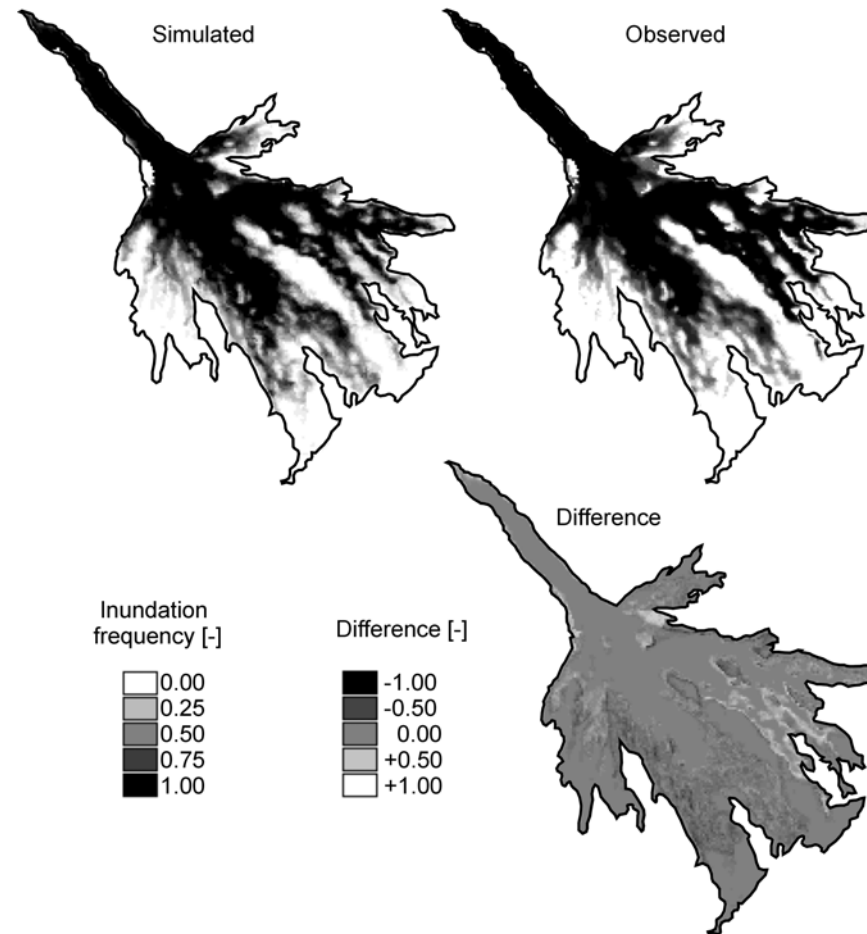 Simulated
Observed
Difference
Inundation
frequency [-]
0.00
0.25
0.50
0.75
1.00
Difference [-]
-1.00
-0.50
0.00
+0.50
+1.00